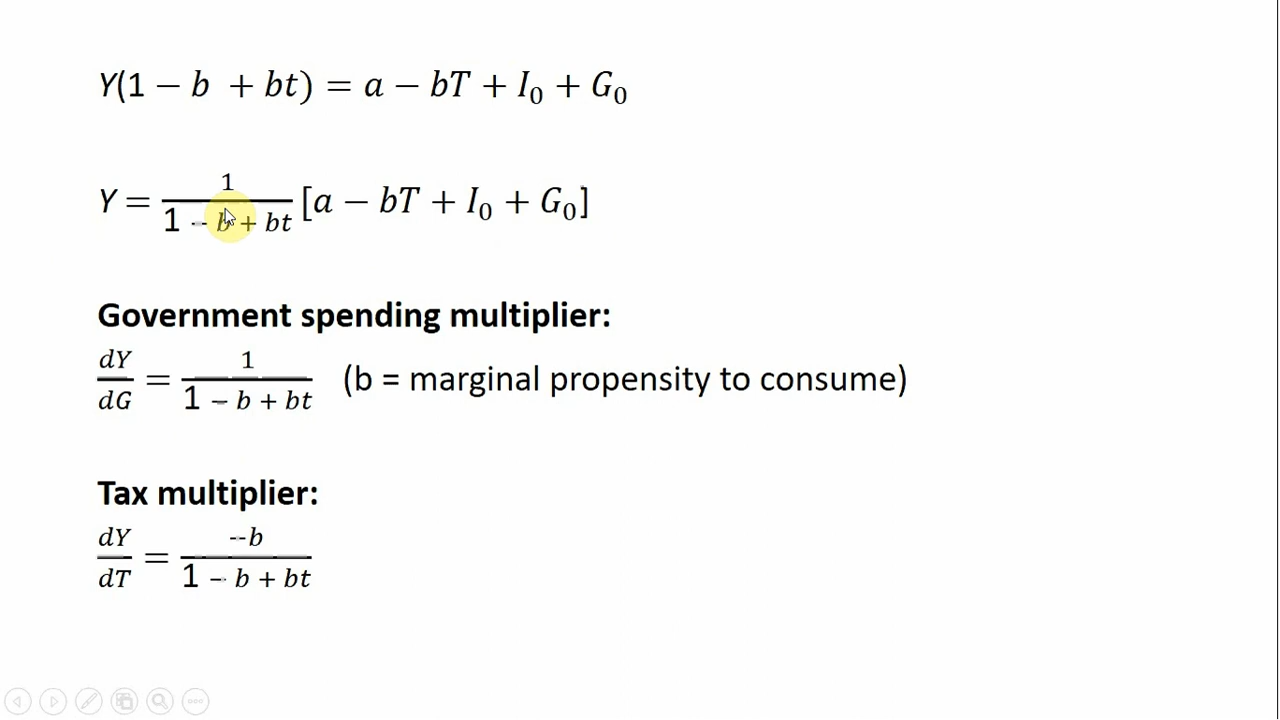 Y(1 − b + bt) = a − bT + I₀ + G₀
Y = 1/(1 − b + bt) [a − bT + I₀ + G₀]
Government spending multiplier:
dY/dG = 1/(1 − b + bt) (b = marginal propensity to consume)
Tax multiplier:
dY/dT = −b/(1 − b + bt)